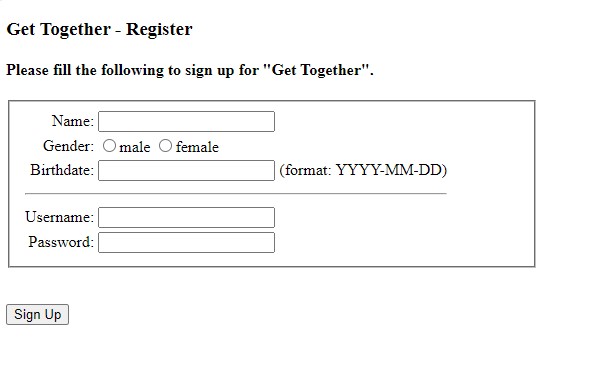 Get Together - Register
Please fill the following to sign up for "Get Together".
Name:
Gender: male female
Birthdate: (format: YYYY-MM-DD)
Username:
Password:
Sign Up